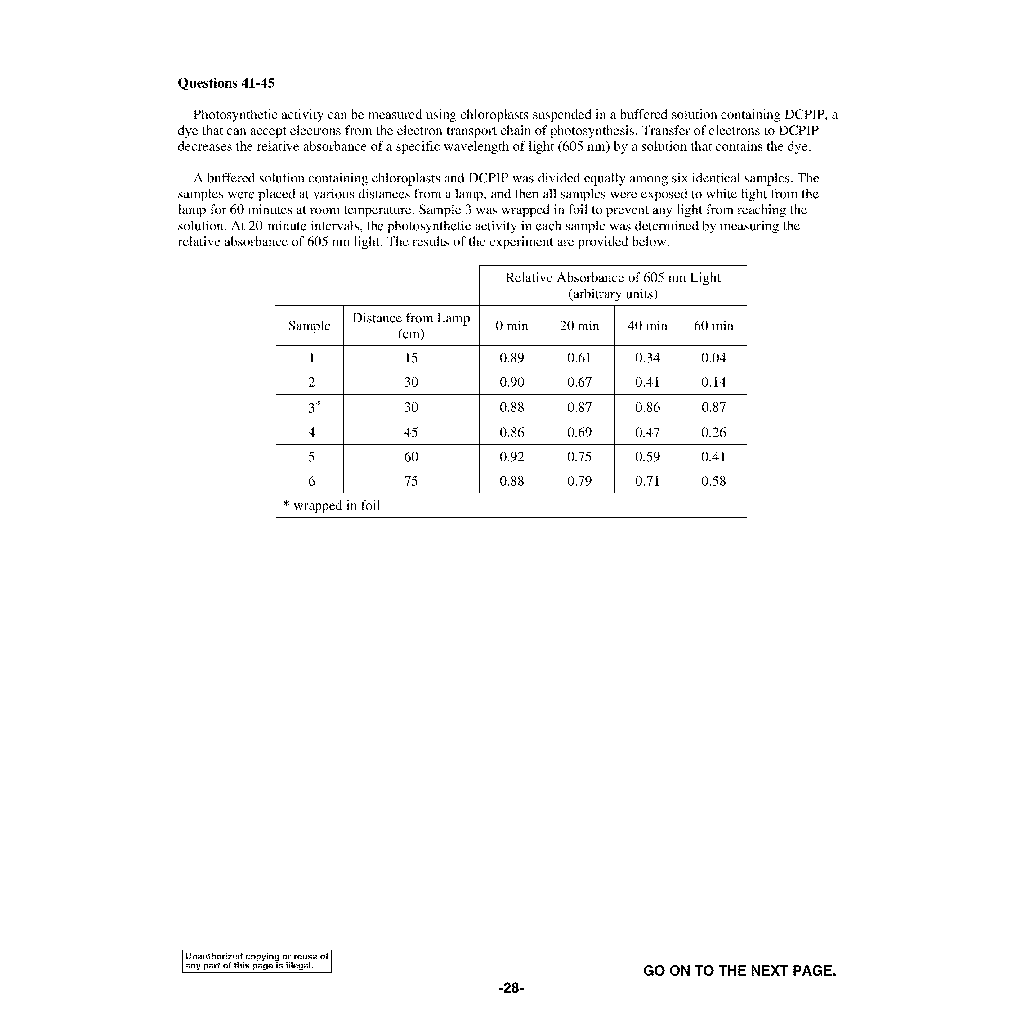 Questions 41-45
Photosynthetic activity can be measured using chloroplasts suspended in a buffered solution containing DCPIP, a
dye that can accept electrons from the electron transport chain of photosynthesis. Transfer of electrons to DCPIP
decreases the relative absorbance of a specific wavelength of light (605 nm) by a solution that contains the dye.
A buffered solution containing chloroplasts and DCPIP was divided equally among six identical samples. The
samples were placed at various distances from a lamp, and then all samples were exposed to white light from the
lamp for 60 minutes at room temperature. Sample 3 was wrapped in foil to prevent any light from reaching the
solution. At 20-minute intervals, the photosynthetic activity in each sample was determined by measuring the
relative absorbance of 605 nm light. The results of the experiment are provided below.
Relative Absorbance of 605 nm Light
(arbitrary units)
Sample Distance from Lamp (cm) 0 min 20 min 40 min 60 min
1 15 0.89 0.61 0.34 0.04
2 30 0.90 0.67 0.41 0.14
3* 30 0.88 0.87 0.86 0.87
4 45 0.86 0.69 0.47 0.26
5 60 0.92 0.75 0.59 0.41
6 75 0.88 0.79 0.71 0.58
* wrapped in foil
Unauthorized copying or reuse of
any part of this page is illegal.
GO ON TO THE NEXT PAGE.
-28-